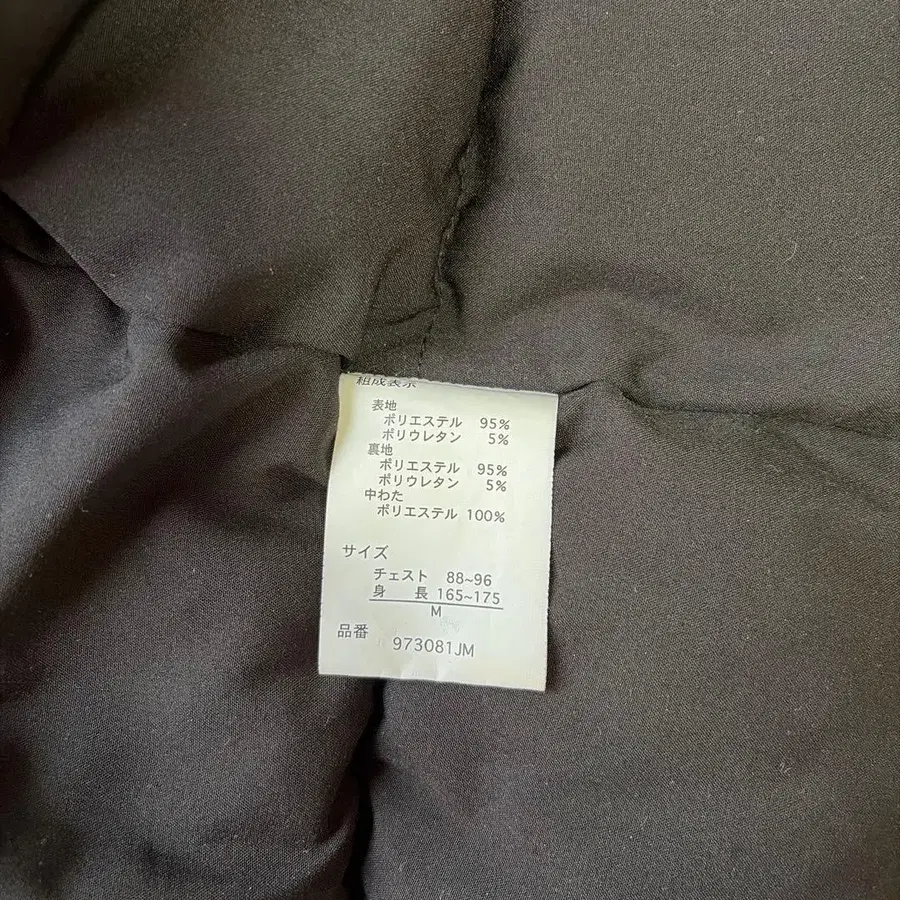 組成表示
表地
ポリエステル 95%
ポリウレタン 5%
裏地
ポリエステル 95%
ポリウレタン 5%
中わた
ポリエステル 100%
サイズ
チェスト 88~96
身 長 165~175
M
品番
973081JM